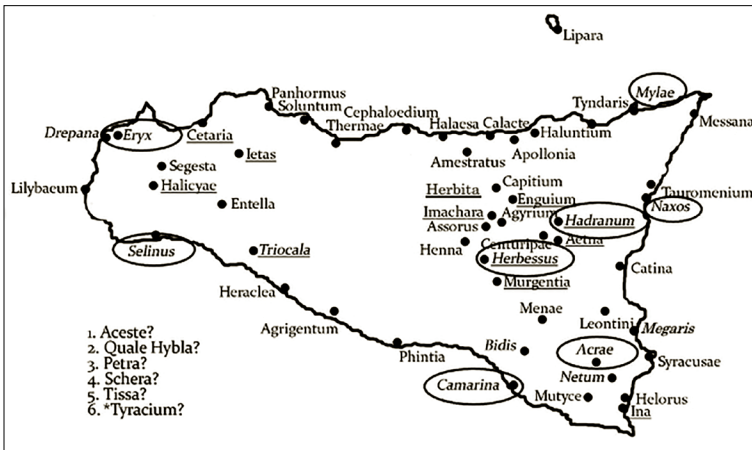 Lipara
Panhormus
Soluntum
Mylae
Tyndaris
Cephaloedium
Drepana
Eryx
Cetaria
Thermae
Halaesa
Calacte
Haluntium
Messana
Ietas
Amestratus
Apollonia
Segesta
Lilybaeum
Halicyae
Herbita
Capitium
Tauromenium
Entella
Enguium
Naxos
Imachara
Agyrium
Hadranum
Assorus
Selinus
Triocala
Henna
Centuripae
Aetna
Herbessus
Catina
Heraclea
Murgentia
Menae
Leontini
Agrigentum
Megaris
1. Aceste?
2. Quale Hybla?
3. Petra?
4. Schera?
5. Tissa?
6. *Tyracium?
Phintia
Bidis
Acrae
Syracusae
Camarina
Netum
Mutyce
Helorus
Ina